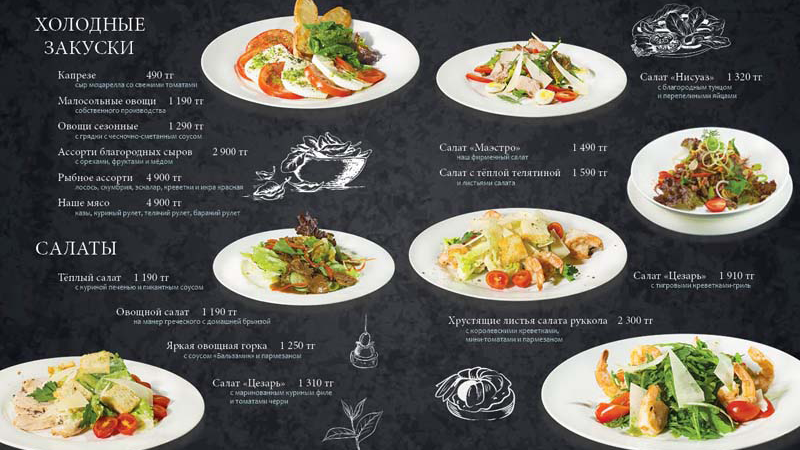 ХОЛОДНЫЕ
ЗАКУСКИ
Капрезе 490 тг
сыр моцарелла со свежими томатами
Малосольные овощи 1 190 тг
собственного производства
Овощи сезонные 1 290 тг
с грядки с чесночно-сметанным соусом
Ассорти благородных сыров 2 900 тг
с орехами, фруктами и мёдом
Рыбное ассорти 4 900 тг
лосось, скумбрия, эскалар, креветки и икра красная
Наше мясо 4 900 тг
казы, куриный рулет, телячий рулет, бараний рулет
САЛАТЫ
Тёплый салат 1 190 тг
с куриной печенью и пикантным соусом
Овощной салат 1 190 тг
на манер греческого с домашней брынзой
Яркая овощная горка 1 250 тг
с соусом «Бальзамик» и пармезаном
Салат «Цезарь» 1 310 тг
с маринованным куриным филе
и томатами черри
Салат «Маэстро» 1 490 тг
наш фирменный салат
Салат с тёплой телятиной 1 590 тг
и листьями салата
Салат «Нисуаз» 1 320 тг
с благородным тунцом
и перепелиными яйцами
Салат «Цезарь» 1 910 тг
с тигровыми креветками-гриль
Хрустящие листья салата руккола 2 300 тг
с королевскими креветками,
мини-томатами и пармезаном